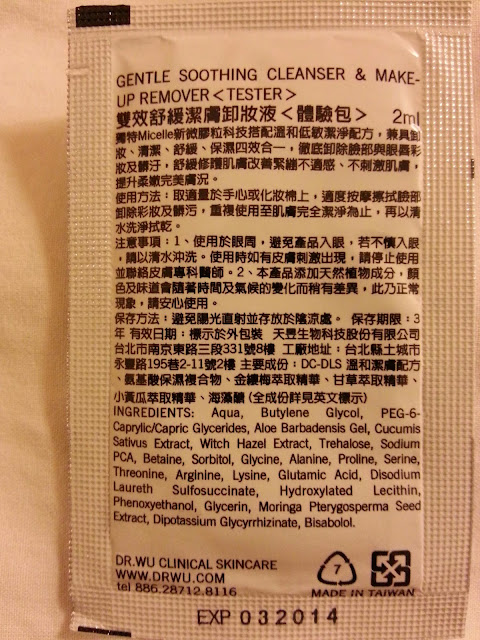 GENTLE SOOTHING CLEANSER & MAKE-
UP REMOVER＜TESTER＞
雙效舒緩潔膚卸妝液＜體驗包＞ 2ml
獨特Micelle新微膠粒科技搭配溫和低敏潔淨配方，兼具卸
妝、清潔、舒緩、保濕四效合一，徹底卸除臉部與眼唇彩
妝及髒汙，舒緩修護肌膚改善緊繃不適感、不刺激肌膚，
提升柔嫩完美膚況。
使用方法：取適量於手心或化妝棉上，適度按摩擦拭臉部
卸除彩妝及髒污，重複使用至肌膚完全潔淨為止，再以清
水洗淨拭乾。
注意事項：1、使用於眼周，避免產品入眼，若不慎入眼
，請以清水沖洗。使用時如有皮膚刺激出現，請停止使用
並聯絡皮膚專科醫師。2、本產品添加天然植物成分，顏
色及味道會隨著時間及氣候的變化而稍有差異，此乃正常
現象，請安心使用。
保存方法：避免陽光直射並存放於陰涼處。 保存期限：3
年 有效日期：標示於外包裝 天昱生物科技股份有限公司
台北市南京東路三段331號8樓 工廠地址：台北縣土城市
永豐路195巷2-11號2樓 主要成份：DC-DLS 溫和潔膚配方
、氨基酸保濕複合物、金縷梅萃取精華、甘草萃取精華、
小黃瓜萃取精華、海藻醣 (全成份詳見英文標示)
INGREDIENTS: Aqua, Butylene Glycol, PEG-6-
Caprylic/Capric Glycerides, Aloe Barbadensis Gel, Cucumis
Sativus Extract, Witch Hazel Extract, Trehalose, Sodium
PCA, Betaine, Sorbitol, Glycine, Alanine, Proline, Serine,
Threonine, Arginine, Lysine, Glutamic Acid, Disodium
Laureth Sulfosuccinate, Hydroxylated Lecithin,
Phenoxyethanol, Glycerin, Moringa Pterygosperma Seed
Extract, Dipotassium Glycyrrhizinate, Bisabolol.
DR.WU CLINICAL SKINCARE
WWW.DRWU.COM
tel 886.28712.8116
7
MADE IN TAIWAN
EXP 032014